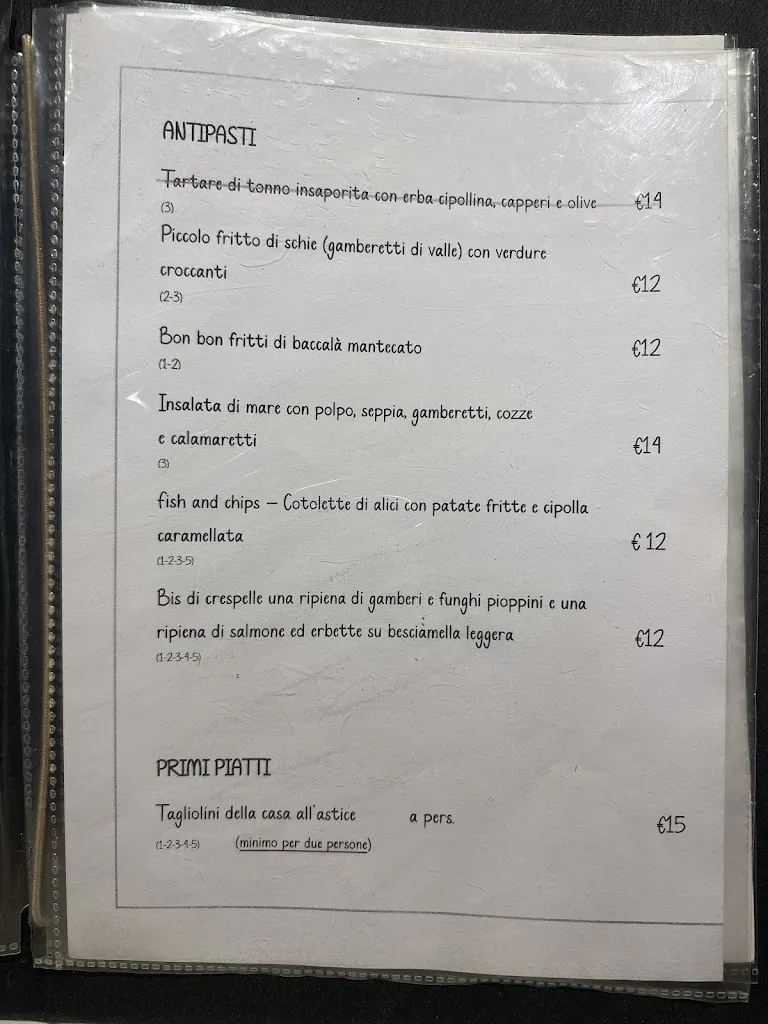 ANTIPASTI
Tartare di tonno insaporita con erba cipollina, capperi e olive €14
(3)
Piccolo fritto di schie (gamberetti di valle) con verdure
croccanti €12
(2-3)
Bon bon fritti di baccalà mantecato €12
(1-2)
Insalata di mare con polpo, seppia, gamberetti, cozze
e calamaretti €14
(3)
fish and chips – Cotolette di alici con patate fritte e cipolla
caramellata € 12
(1-2-3-5)
Bis di crespelle una ripiena di gamberi e funghi pioppini e una
ripiena di salmone ed erbette su besciamella leggera €12
(1-2-3-4-5)
PRIMI PIATTI
Tagliolini della casa all'astice a pers. €15
(1-2-3-4-5) (minimo per due persone)